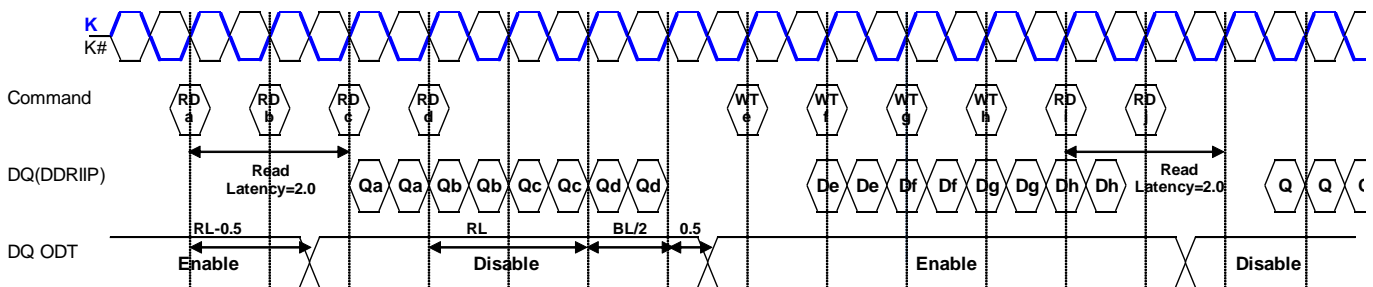 K
K#
Command
RD a
RD b
RD c
RD d
WT e
WT f
WT g
WT h
RD
RD j
DQ(DDRIIP)
Read
Latency=2.0
Qa Qa Qb Qb Qc Qc Qd Qd
De De Df Df Dg Dg Dh Dh
Read
Latency=2.0
Q Q
DQ ODT
RL-0.5
Enable
RL
BL/2
0.5
Disable
Enable
Disable